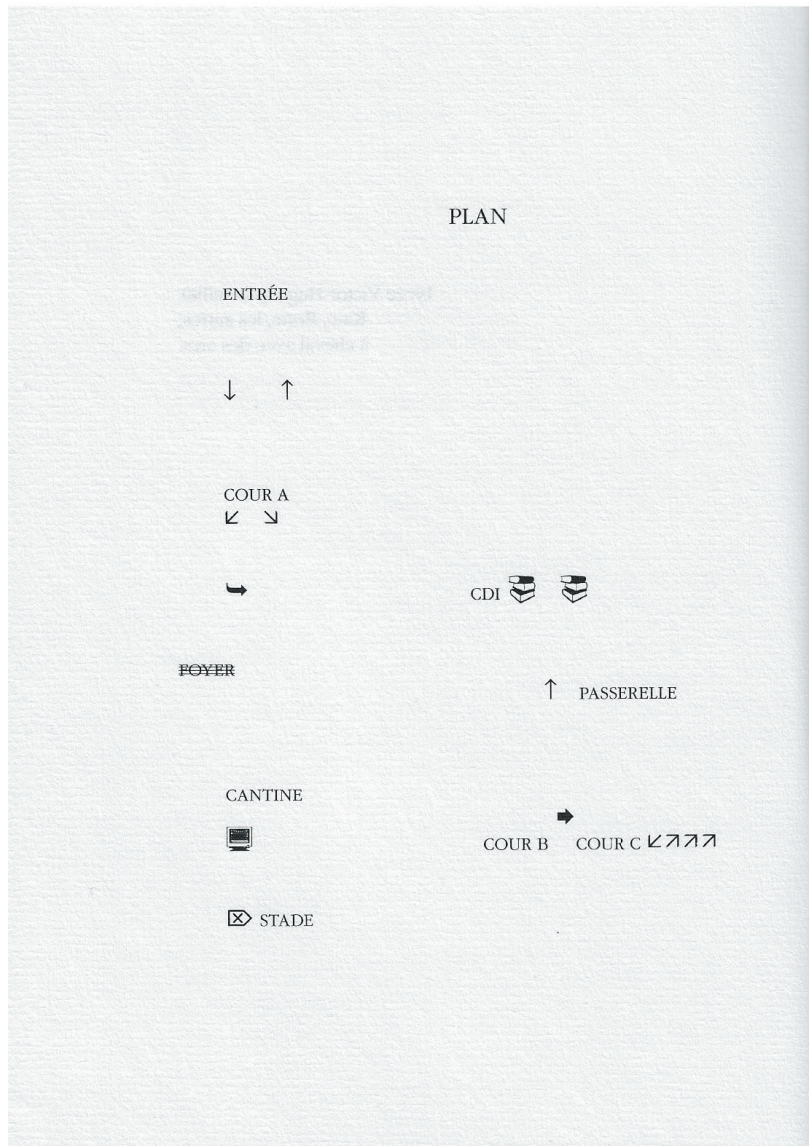 PLAN
ENTRÉE
↓ ↑
COUR A
↙ ↘
➥ CDI
FOYER
↑ PASSERELLE
CANTINE
➡
COUR B COUR C ↙↗↗↗
⌦ STADE